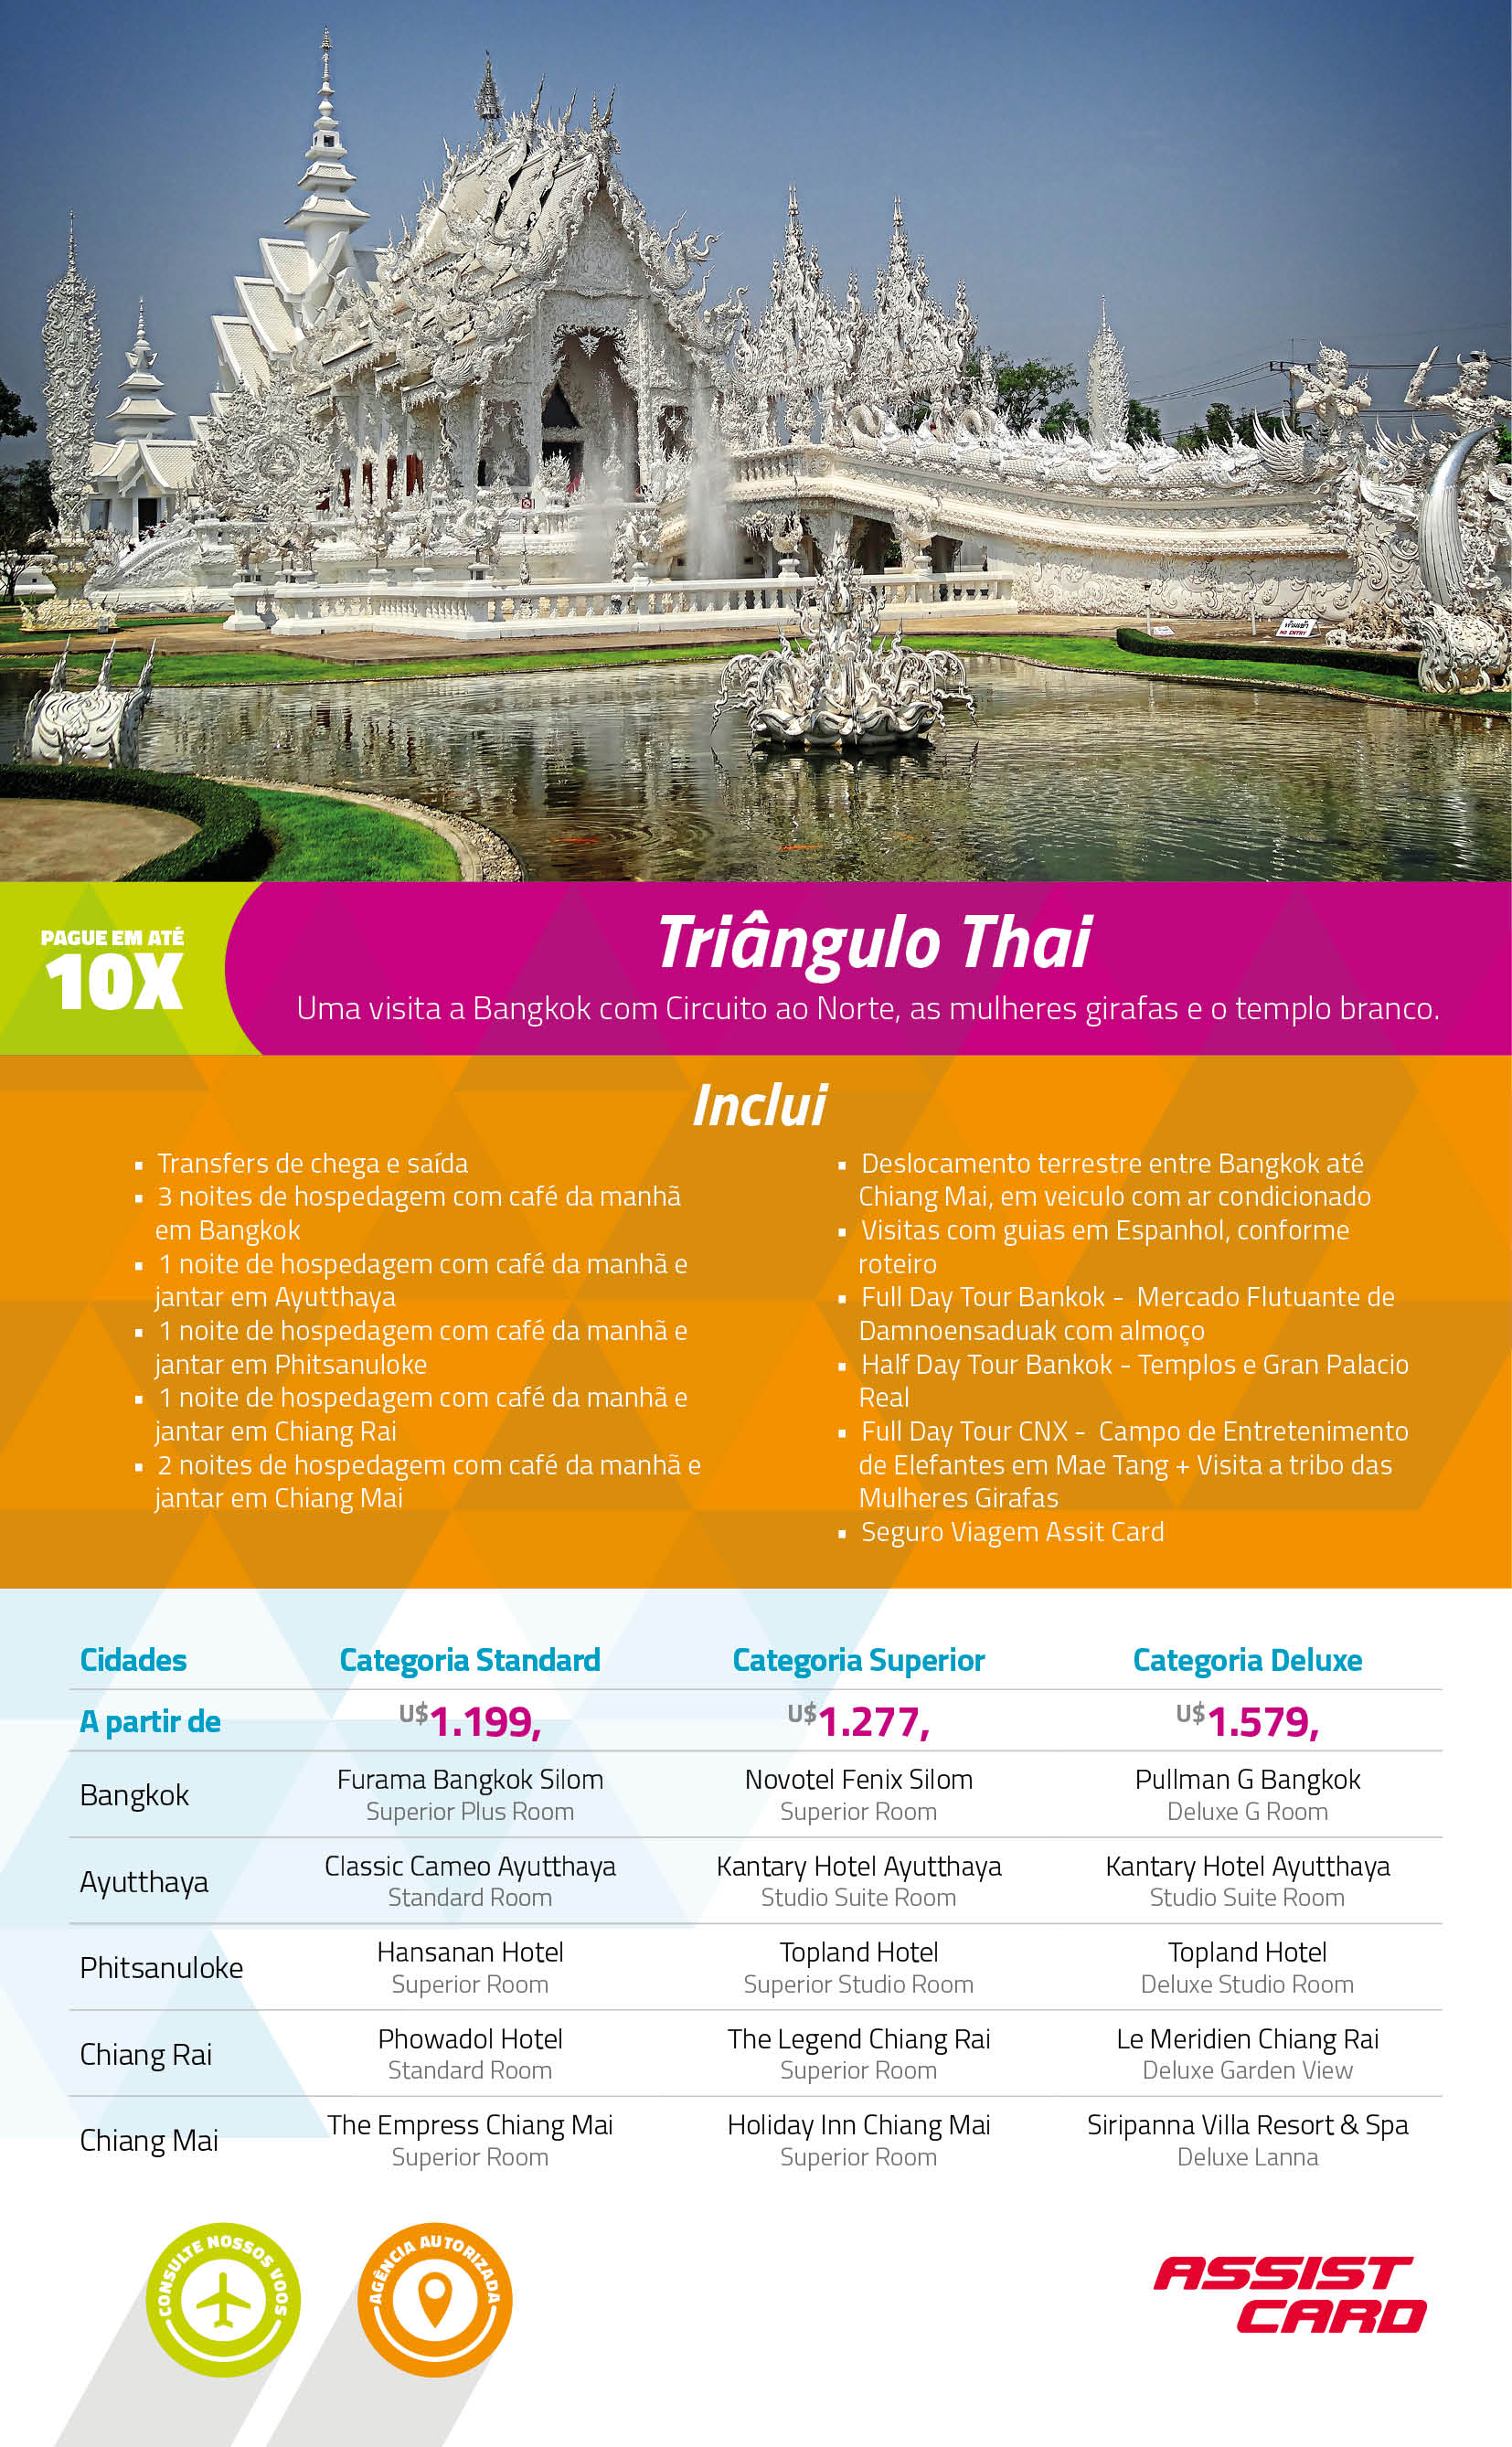 ห้ามเข้า
NO ENTRY
PAGUE EM ATÉ
10X
Triângulo Thai
Uma visita a Bangkok com Circuito ao Norte, as mulheres girafas e o templo branco.
Inclui
▪ Transfers de chega e saída
▪ 3 noites de hospedagem com café da manhã
em Bangkok
▪ 1 noite de hospedagem com café da manhã e
jantar em Ayutthaya
▪ 1 noite de hospedagem com café da manhã e
jantar em Phitsanuloke
▪ 1 noite de hospedagem com café da manhã e
jantar em Chiang Rai
▪ 2 noites de hospedagem com café da manhã e
jantar em Chiang Mai
▪ Deslocamento terrestre entre Bangkok até
Chiang Mai, em veiculo com ar condicionado
▪ Visitas com guias em Espanhol, conforme
roteiro
▪ Full Day Tour Bankok - Mercado Flutuante de
Damnoensaduak com almoço
▪ Half Day Tour Bankok - Templos e Gran Palacio
Real
▪ Full Day Tour CNX - Campo de Entretenimento
de Elefantes em Mae Tang + Visita a tribo das
Mulheres Girafas
▪ Seguro Viagem Assit Card
Cidades Categoria Standard Categoria Superior Categoria Deluxe
A partir de U$1.199, U$1.277, U$1.579,
Bangkok
Furama Bangkok Silom Novotel Fenix Silom Pullman G Bangkok
Superior Plus Room Superior Room Deluxe G Room
Ayutthaya
Classic Cameo Ayutthaya Kantary Hotel Ayutthaya Kantary Hotel Ayutthaya
Standard Room Studio Suite Room Studio Suite Room
Phitsanuloke
Hansanan Hotel Topland Hotel Topland Hotel
Superior Room Superior Studio Room Deluxe Studio Room
Chiang Rai
Phowadol Hotel The Legend Chiang Rai Le Meridien Chiang Rai
Standard Room Superior Room Deluxe Garden View
Chiang Mai
The Empress Chiang Mai Holiday Inn Chiang Mai Siripanna Villa Resort & Spa
Superior Room Superior Room Deluxe Lanna
CONSULTE NOSSOS VOOS
AGÊNCIA AUTORIZADA
ASSIST
CARD